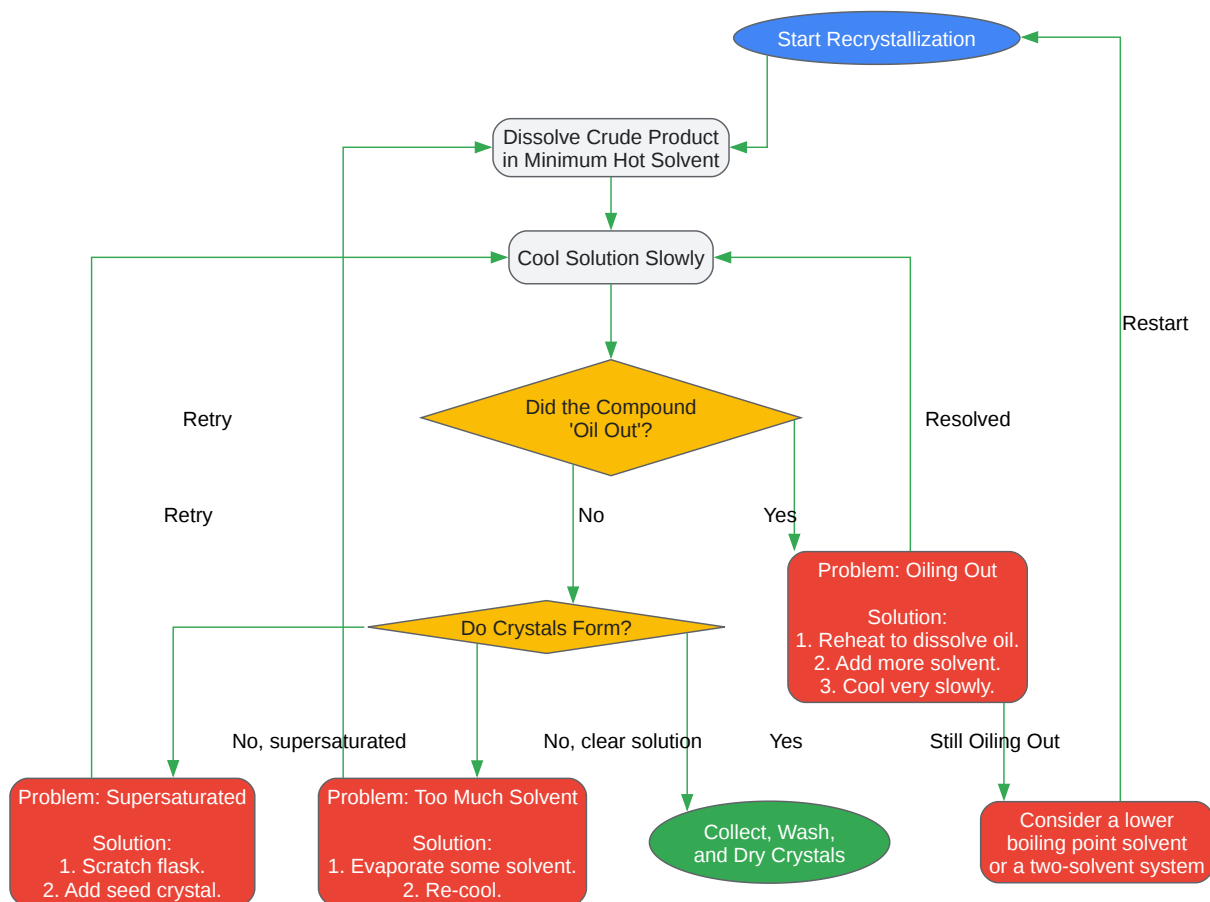 Start Recrystallization
Dissolve Crude Product
in Minimum Hot Solvent
Cool Solution Slowly
Restart
Did the Compound
'Oil Out'?
Retry
Resolved
Retry
No
Yes
Problem: Oiling Out
Solution:
1. Reheat to dissolve oil.
2. Add more solvent.
3. Cool very slowly.
Do Crystals Form?
No, supersaturated
No, clear solution
Yes
Still Oiling Out
Problem: Supersaturated
Solution:
1. Scratch flask.
2. Add seed crystal.
Problem: Too Much Solvent
Solution:
1. Evaporate some solvent.
2. Re-cool.
Collect, Wash,
and Dry Crystals
Consider a lower
boiling point solvent
or a two-solvent system